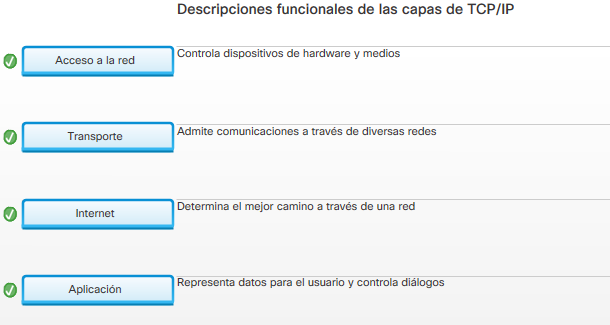 Descripciones funcionales de las capas de TCP/IP
Acceso a la red
Controla dispositivos de hardware y medios
Transporte
Admite comunicaciones a través de diversas redes
Internet
Determina el mejor camino a través de una red
Aplicación
Representa datos para el usuario y controla diálogos